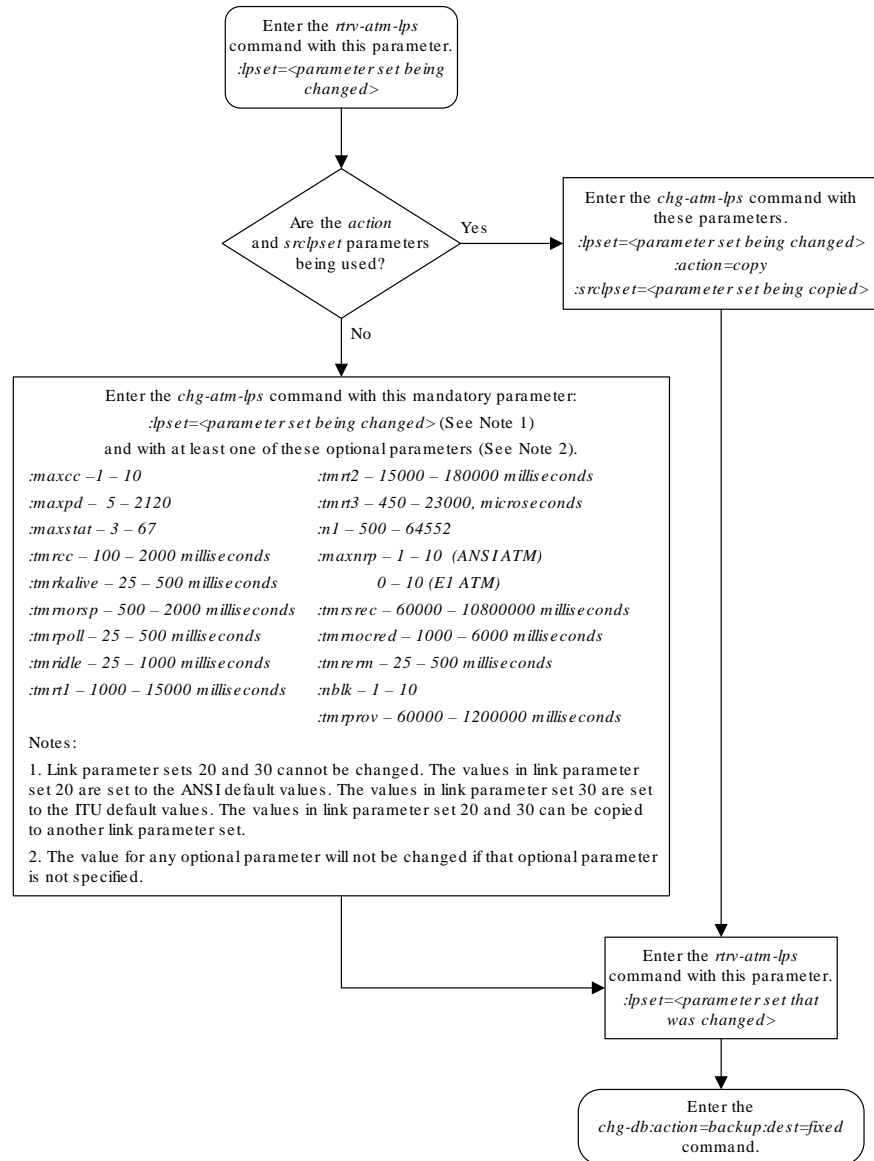 Enter the rtrv-atm-lps
command with this parameter.
:lpset=<parameter set being
changed>
Are the action
and srclpset parameters
being used?
Yes
Enter the chg-atm-lps command with
these parameters.
:lpset=<parameter set being changed>
:action=copy
:srclpset=<parameter set being copied>
No
Enter the chg-atm-lps command with this mandatory parameter:
:lpset=<parameter set being changed> (See Note 1)
and with at least one of these optional parameters (See Note 2).
:maxcc –1 – 10
:maxpd – 5 – 2120
:maxstat – 3 – 67
:tmrcc – 100 – 2000 milliseconds
:tmrkalive – 25 – 500 milliseconds
:tmrnorsp – 500 – 2000 milliseconds
:tmrpoll – 25 – 500 milliseconds
:tmridle – 25 – 1000 milliseconds
:tmrt1 – 1000 – 15000 milliseconds
:tmrt2 – 15000 – 180000 milliseconds
:tmrt3 – 450 – 23000, microseconds
:n1 – 500 – 64552
:maxnrp – 1 – 10 (ANSI ATM)
0 – 10 (E1 ATM)
:tmrsrec – 60000 – 10800000 milliseconds
:tmrnocred – 1000 – 6000 milliseconds
:tmrerm – 25 – 500 milliseconds
:nblk – 1 – 10
:tmrprov – 60000 – 1200000 milliseconds
Notes:
1. Link parameter sets 20 and 30 cannot be changed. The values in link parameter
set 20 are set to the ANSI default values. The values in link parameter set 30 are set
to the ITU default values. The values in link parameter set 20 and 30 can be copied
to another link parameter set.
2. The value for any optional parameter will not be changed if that optional parameter
is not specified.
Enter the rtrv-atm-lps
command with this parameter.
:lpset=<parameter set that
was changed>
Enter the
chg-db:action=backup:dest=fixed
command.